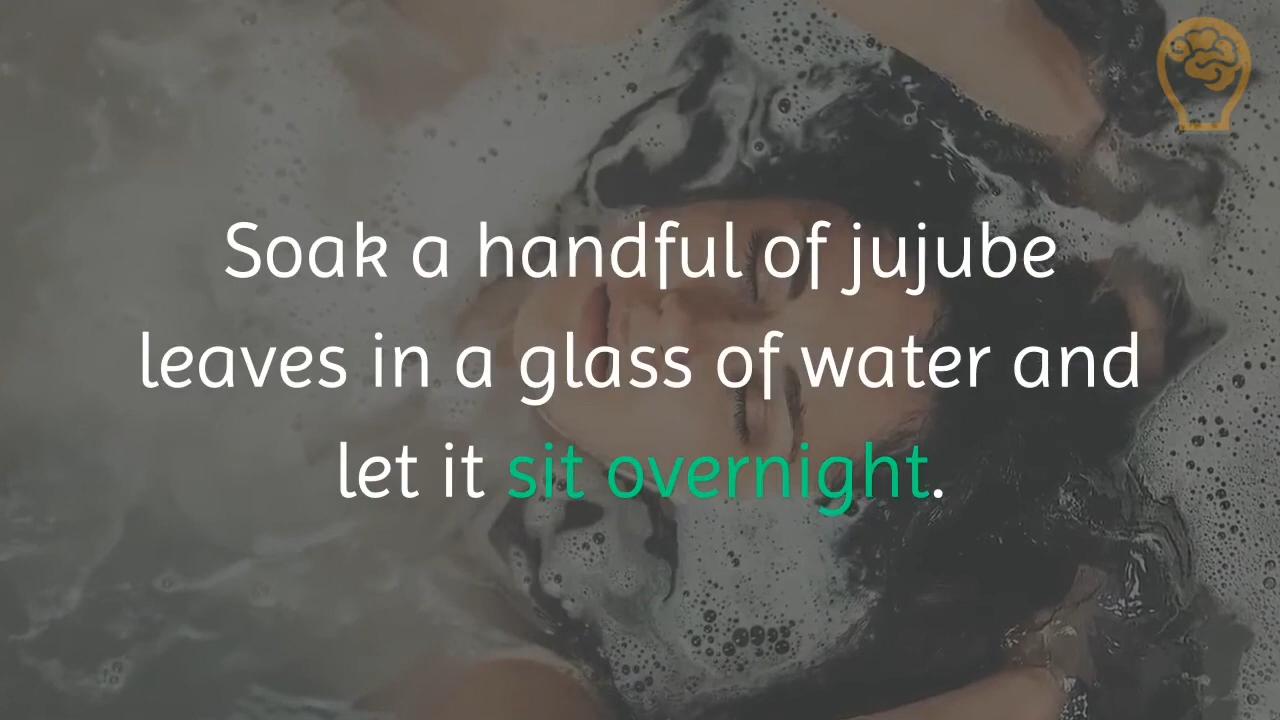 Soak a handful of jujube
leaves in a glass of water and
let it sit overnight.